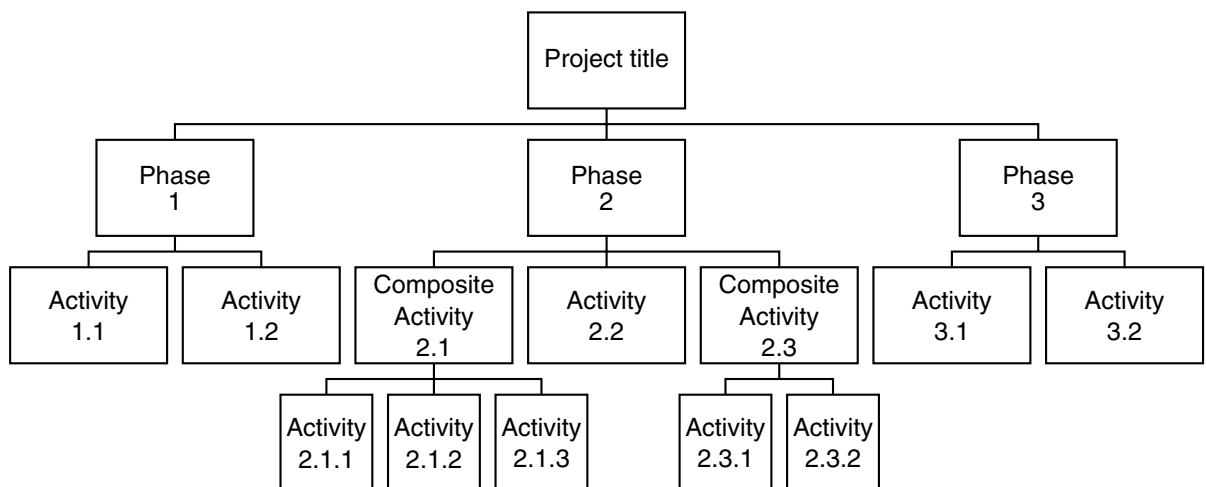 Project title
Phase
1
Phase
2
Phase
3
Activity
1.1
Activity
1.2
Composite
Activity
2.1
Activity
2.2
Composite
Activity
2.3
Activity
3.1
Activity
3.2
Activity
2.1.1
Activity
2.1.2
Activity
2.1.3
Activity
2.3.1
Activity
2.3.2